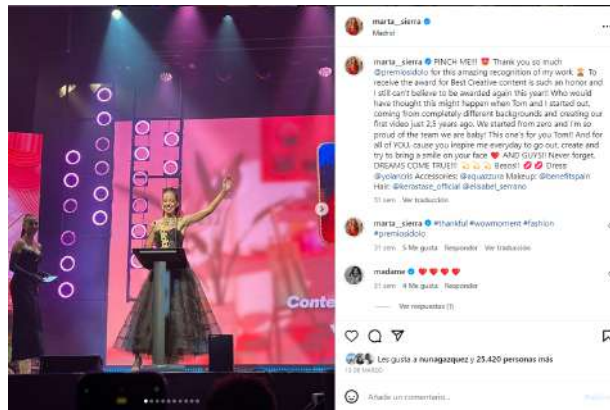 marta__sierra
Madrid
marta__sierra PINCH ME!!! Thank you so much
@premiosidolo for this amazing recognition of my work. To
receive the award for Best Creative content is such an honor and
I still can't believe to be awarded again this year!! Who would
have thought this might happen when Tom and I started out,
coming from completely different backgrounds and creating our
first video just 2,5 years ago. We started from zero and I'm so
proud of the team we are baby! This one's for you Tom!! And for
all of YOU, cause you inspire me everyday to go out, create and
try to bring a smile on your face AND GUYS!! Never forget,
DREAMS COME TRUE!!! Besos!! Dress
@yolancris Accessories: @aquazzura Makeup: @benefitspain
Hair: @kerastase_official @elisabel_serrano
31 sem Ver traducción
marta__sierra #thankful #wowmoment #fashion
#premiosidolo
31 sem 5 Me gusta Responder Ver traducción
madame
31 sem 4 Me gusta Responder
Ver respuestas (1)
Conte
Les gusta a nunagazquez y 25.420 personas más
13 DE MARZO
Añade un comentario...